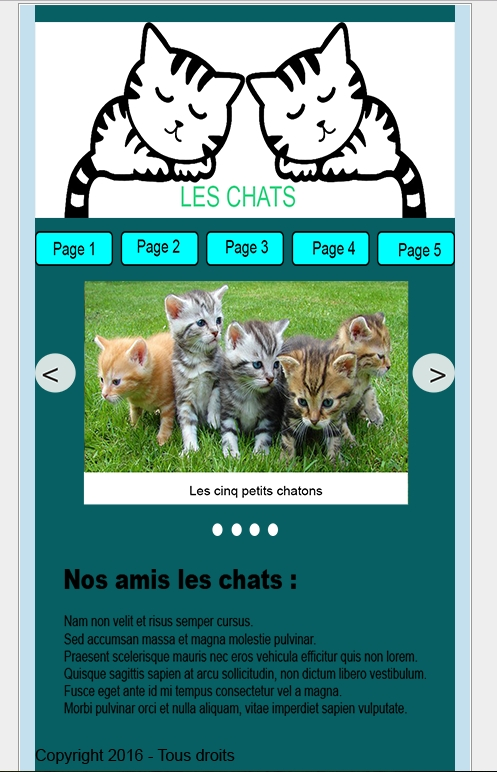 LES CHATS
Page 1 Page 2 Page 3 Page 4 Page 5
< >
Les cinq petits chatons
Nos amis les chats :
Nam non velit et risus semper cursus.
Sed accumsan massa et magna molestie pulvinar.
Praesent scelerisque mauris nec eros vehicula efficitur quis non lorem.
Quisque sagittis sapien at arcu sollicitudin, non dictum libero vestibulum.
Fusce eget ante id mi tempus consectetur vel a magna.
Morbi pulvinar orci et nulla aliquam, vitae imperdiet sapien vulputate.
Copyright 2016 - Tous droits